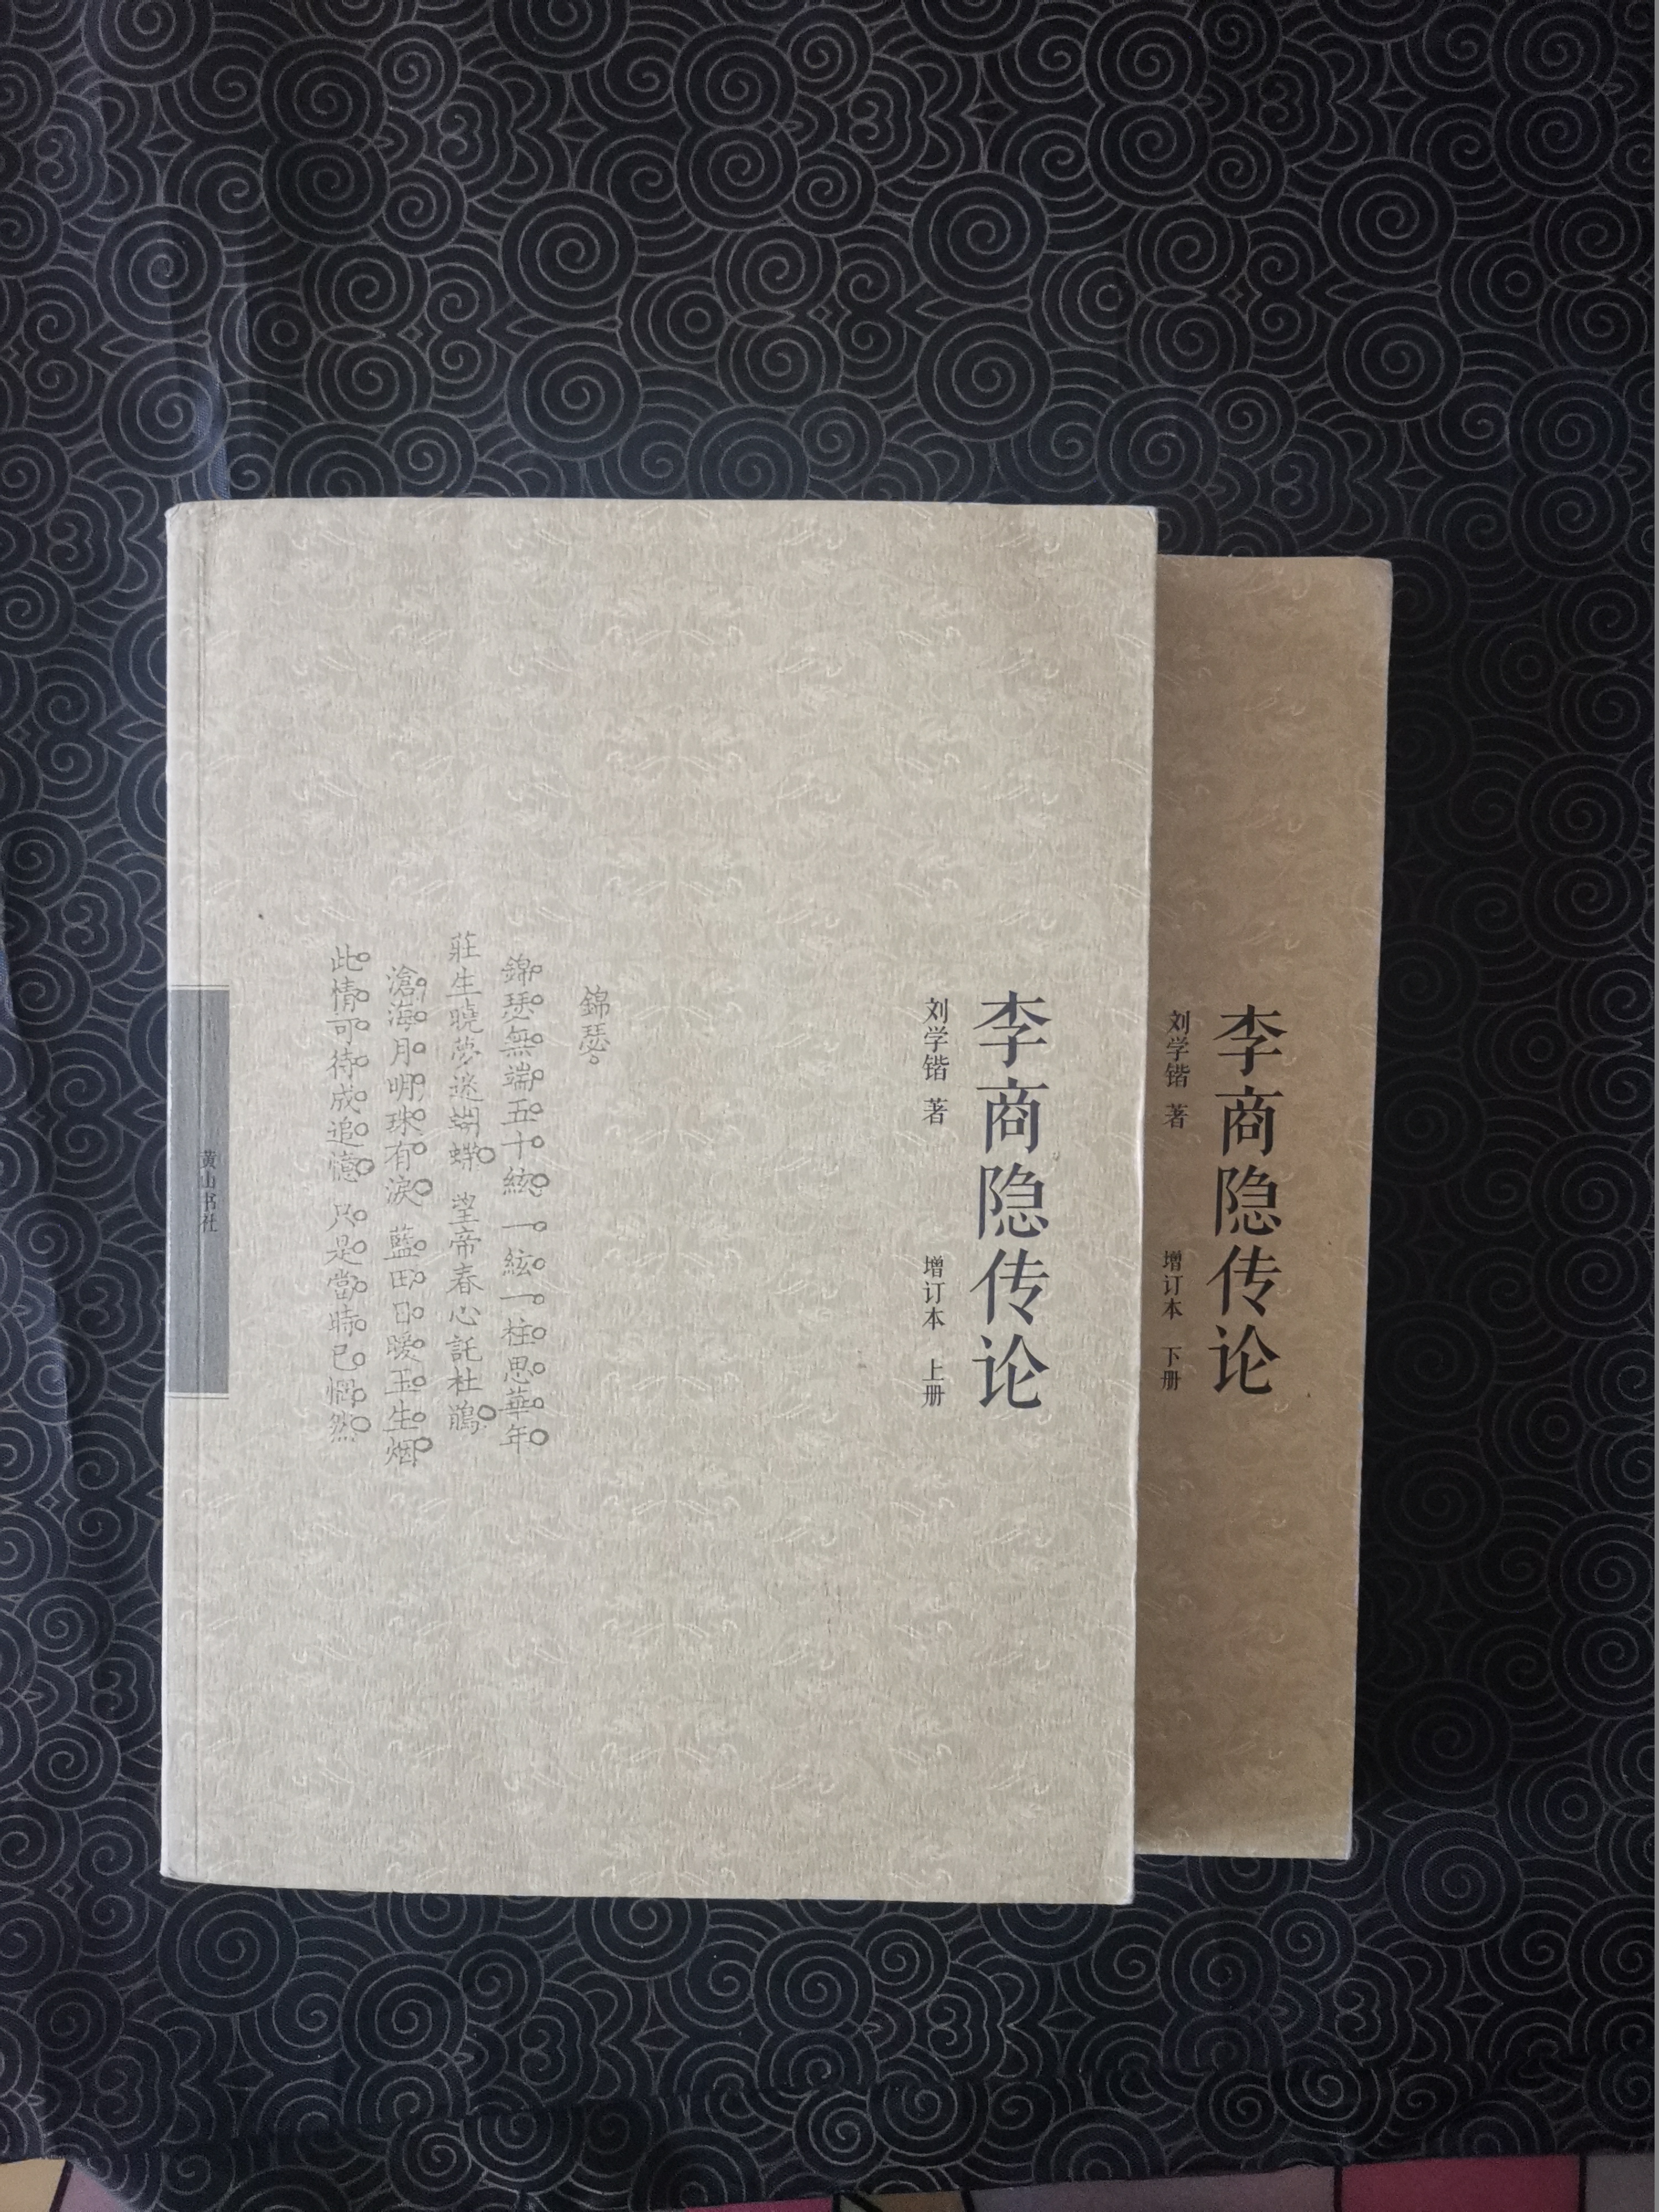 李商隐传论
刘学锴 著
增订本 上册
錦瑟
錦瑟無端五十絃 一絃一柱思華年
莊生曉夢迷蝴蝶 望帝春心託杜鵑
滄海月明珠有淚 藍田日暖玉生烟
此情可待成追憶 只是當時已惘然
黄山书社
李商隐传论
刘学锴 著
增订本 下册